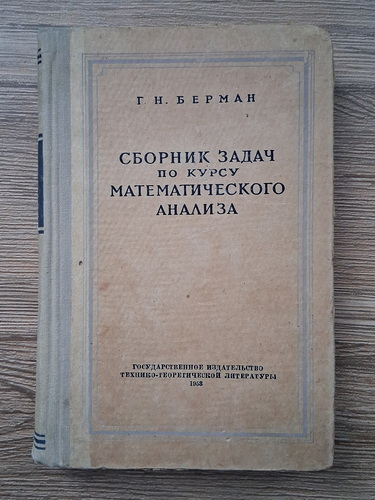 Г. Н. БЕРМАН
СБОРНИК ЗАДАЧ
ПО КУРСУ
МАТЕМАТИЧЕСКОГО
АНАЛИЗА
ГОСУДАРСТВЕННОЕ ИЗДАТЕЛЬСТВО
ТЕХНИКО-ТЕОРЕТИЧЕСКОЙ ЛИТЕРАТУРЫ